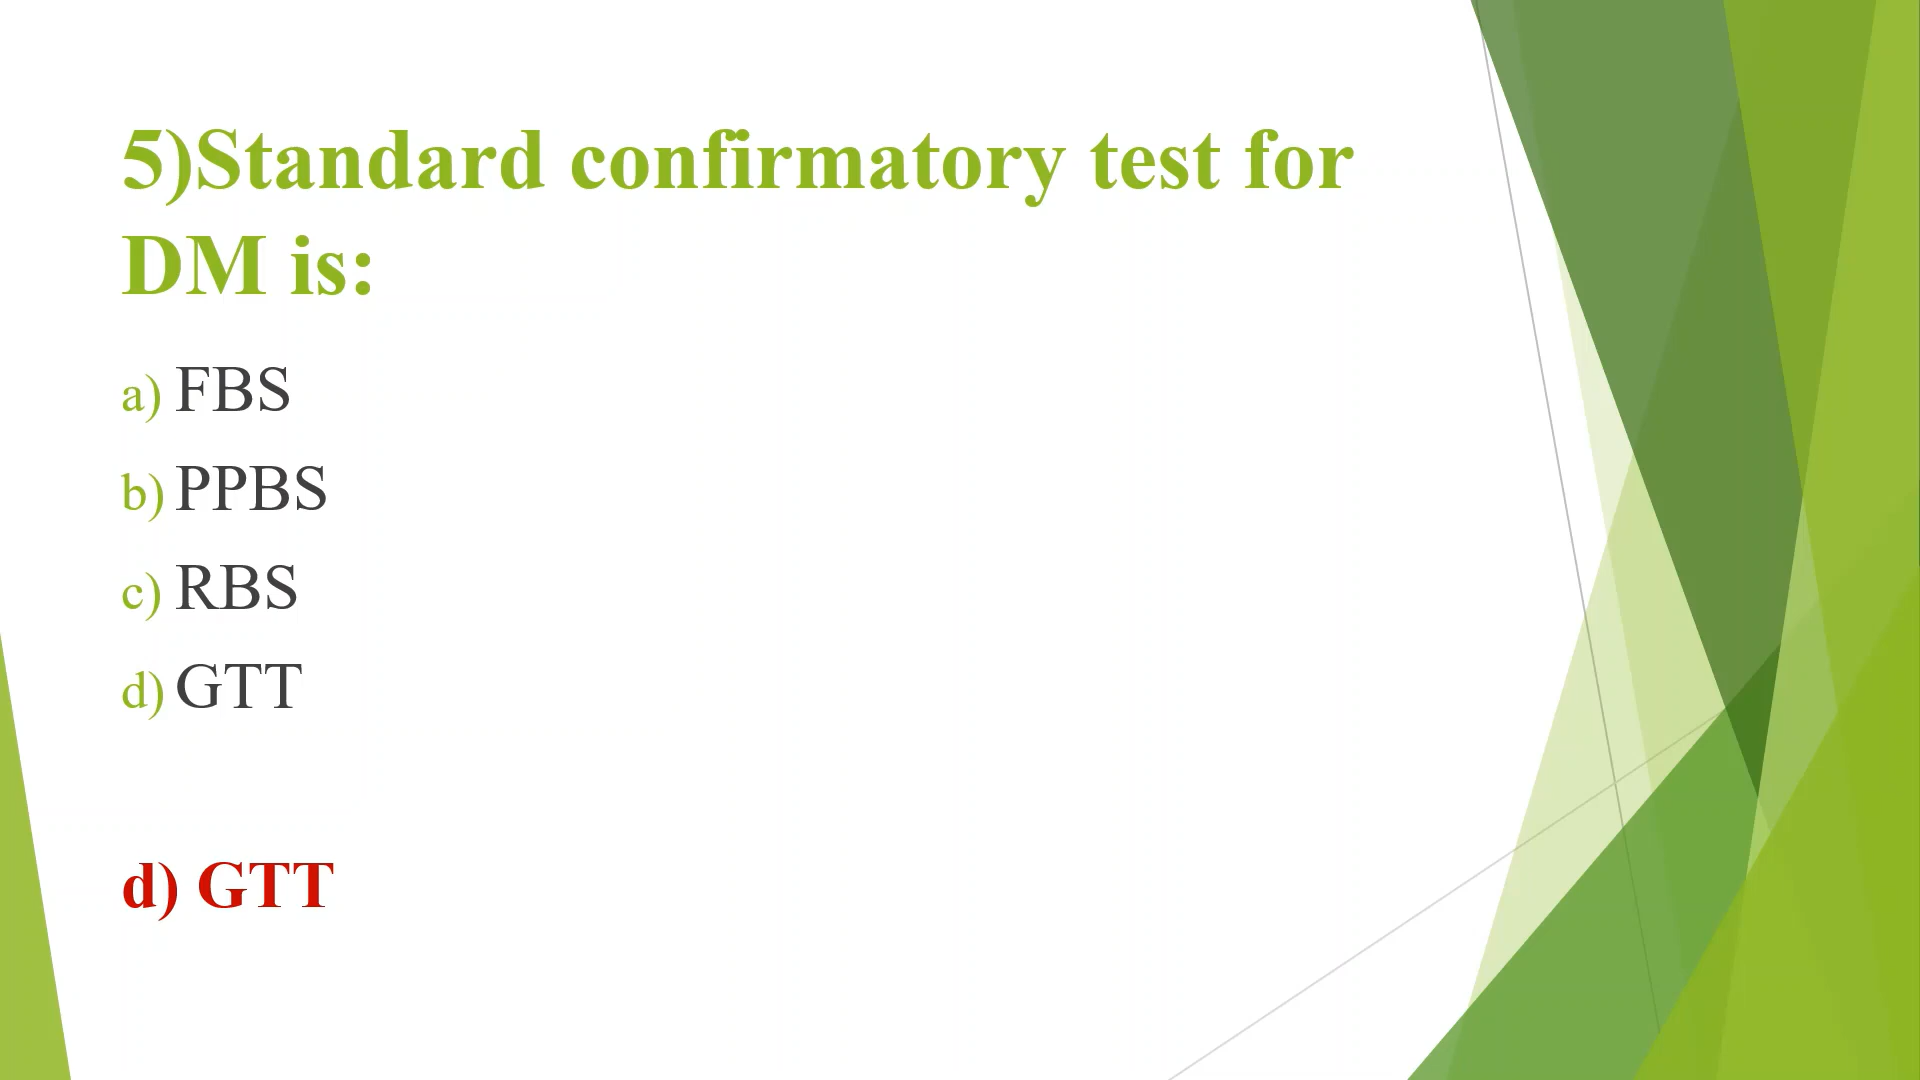 5)Standard confirmatory test for
DM is:
a) FBS
b) PPBS
c) RBS
d) GTT
d) GTT